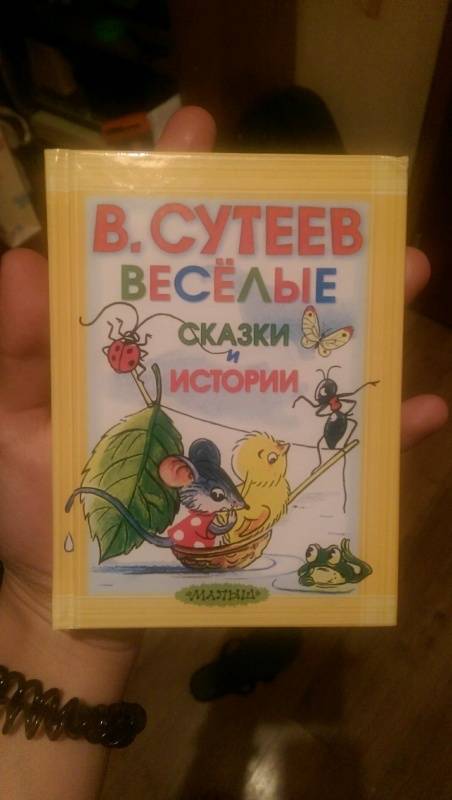 В. СУТЕЕВ
ВЕСЁЛЫЕ
СКАЗКИ
И
ИСТОРИИ
«МАЛЫШ»